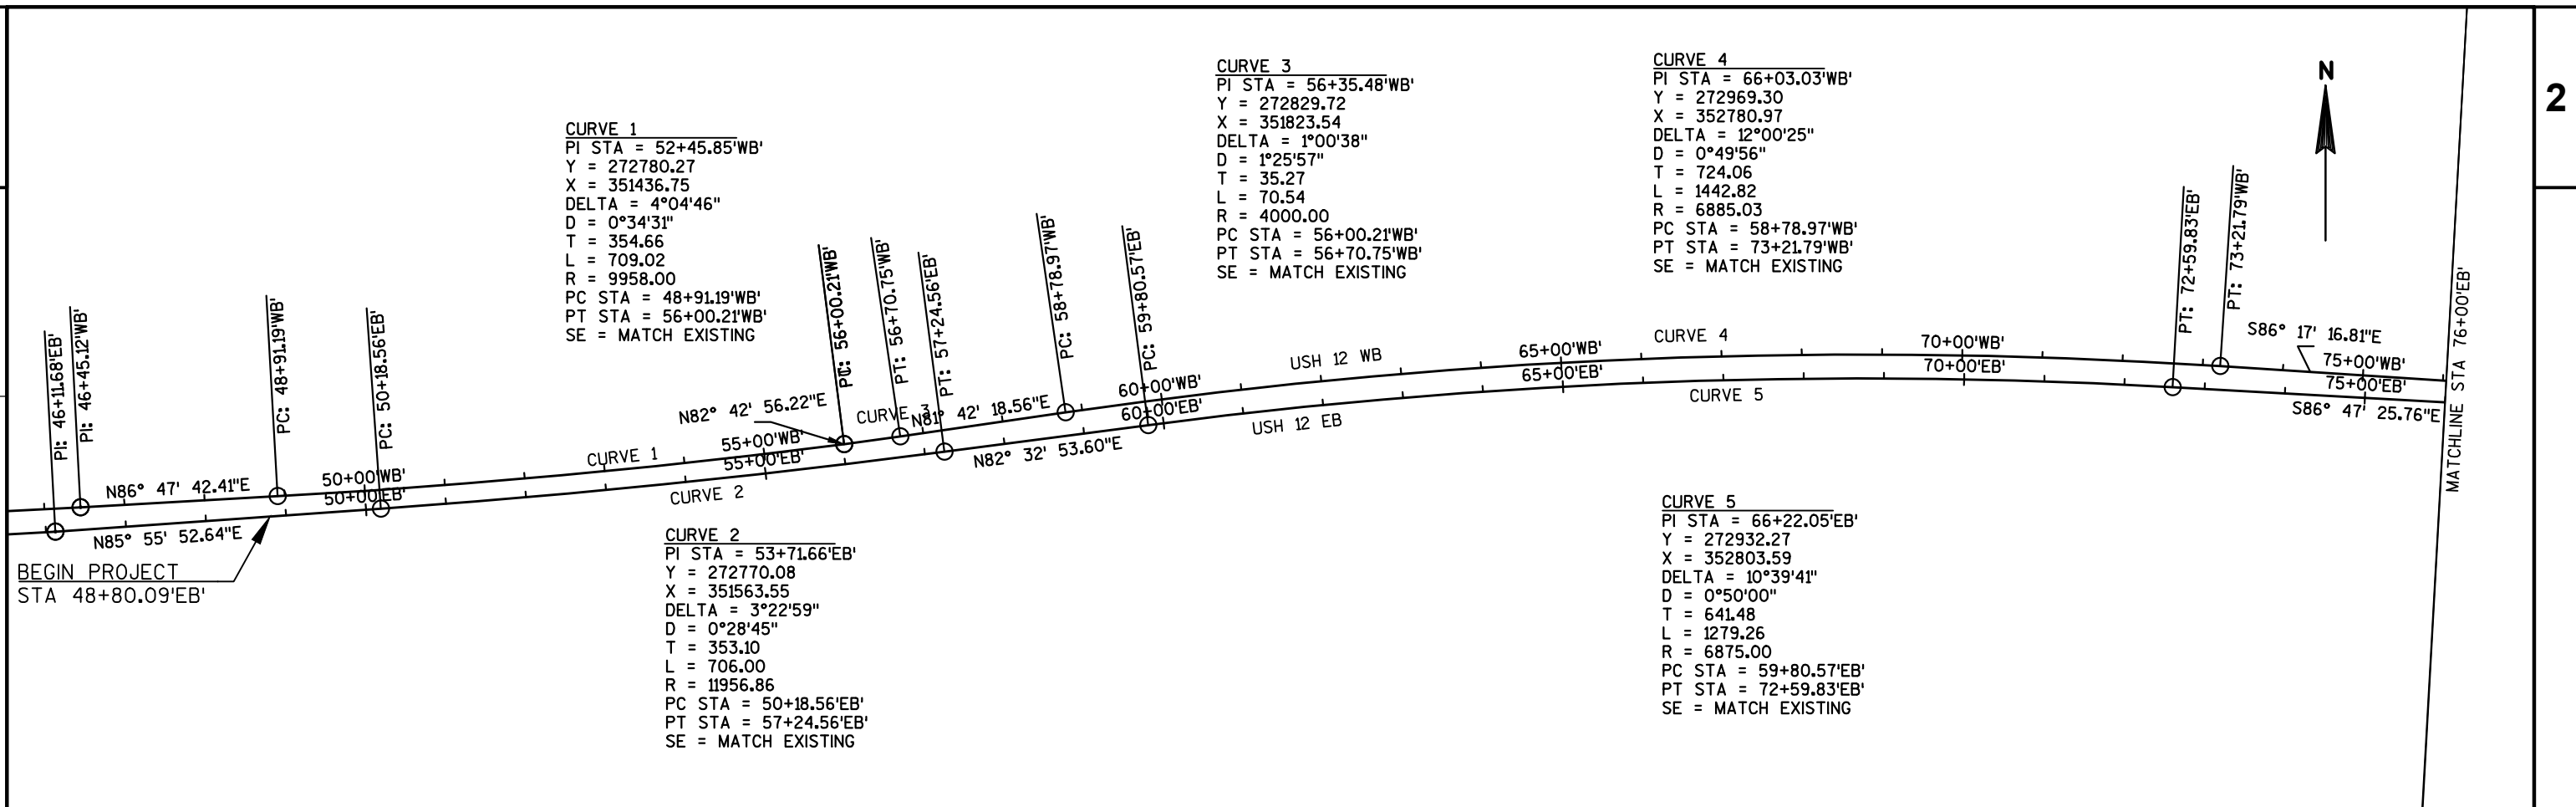 CURVE 1
PI STA = 52+45.85'WB'
Y = 272780.27
X = 351436.75
DELTA = 4°04'46"
D = 0°34'31"
T = 354.66
L = 709.02
R = 9958.00
PC STA = 48+91.19'WB'
PT STA = 56+00.21'WB'
SE = MATCH EXISTING
CURVE 3
PI STA = 56+35.48'WB'
Y = 272829.72
X = 351823.54
DELTA = 1°00'38"
D = 1°25'57"
T = 35.27
L = 70.54
R = 4000.00
PC STA = 56+00.21'WB'
PT STA = 56+70.75'WB'
SE = MATCH EXISTING
CURVE 4
PI STA = 66+03.03'WB'
Y = 272969.30
X = 352780.97
DELTA = 12°00'25"
D = 0°49'56"
T = 724.06
L = 1442.82
R = 6885.03
PC STA = 58+78.97'WB'
PT STA = 73+21.79'WB'
SE = MATCH EXISTING
N
2
PI: 46+11.68'EB'
PI: 46+45.12'WB'
PC: 48+91.19'WB'
PC: 50+18.56'EB'
56+00.21'WB'
PT: 56+70.75'WB'
PT: 57+24.56'EB'
PC: 58+78.97'WB'
PC: 59+80.57'EB'
PT: 72+59.83'EB'
PT: 73+21.79'WB'
N86° 47' 42.41"E
N85° 55' 52.64"E
50+00'WB'
50+00'EB'
CURVE 1
CURVE 2
55+00'WB'
55+00'EB'
N82° 42' 56.22"E
CURVE 3
N81° 42' 18.56"E
N82° 32' 53.60"E
60+00'WB'
60+00'EB'
USH 12 WB
USH 12 EB
65+00'WB'
65+00'EB'
CURVE 4
CURVE 5
70+00'WB'
70+00'EB'
S86° 17' 16.81"E
75+00'WB'
75+00'EB'
S86° 47' 25.76"E
MATCHLINE STA 76+00'EB'
BEGIN PROJECT
STA 48+80.09'EB'
CURVE 2
PI STA = 53+71.66'EB'
Y = 272770.08
X = 351563.55
DELTA = 3°22'59"
D = 0°28'45"
T = 353.10
L = 706.00
R = 11956.86
PC STA = 50+18.56'EB'
PT STA = 57+24.56'EB'
SE = MATCH EXISTING
CURVE 5
PI STA = 66+22.05'EB'
Y = 272932.27
X = 352803.59
DELTA = 10°39'41"
D = 0°50'00"
T = 641.48
L = 1279.26
R = 6875.00
PC STA = 59+80.57'EB'
PT STA = 72+59.83'EB'
SE = MATCH EXISTING